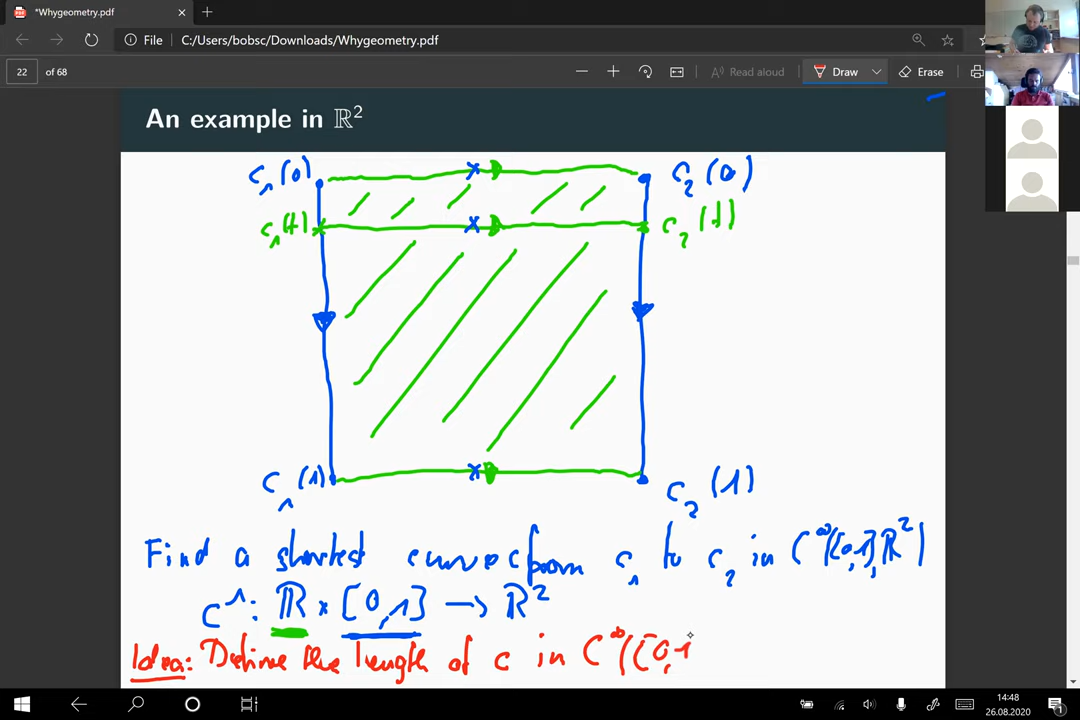 *Whygeometry.pdf
File C:/Users/bobsc/Downloads/Whygeometry.pdf
22 of 68 Read aloud Draw Erase
An example in ℝ²
c₁(0) c₂(0)
c₁(t) c₂(t)
c₁(1) c₂(1)
Find a shortest curve c from c₁ to c₂ in C^∞([0,1],ℝ²)
c^: ℝ × [0,1] → ℝ²
Idea: Define the length of c in C^∞([0,1
14:48
26.08.2020